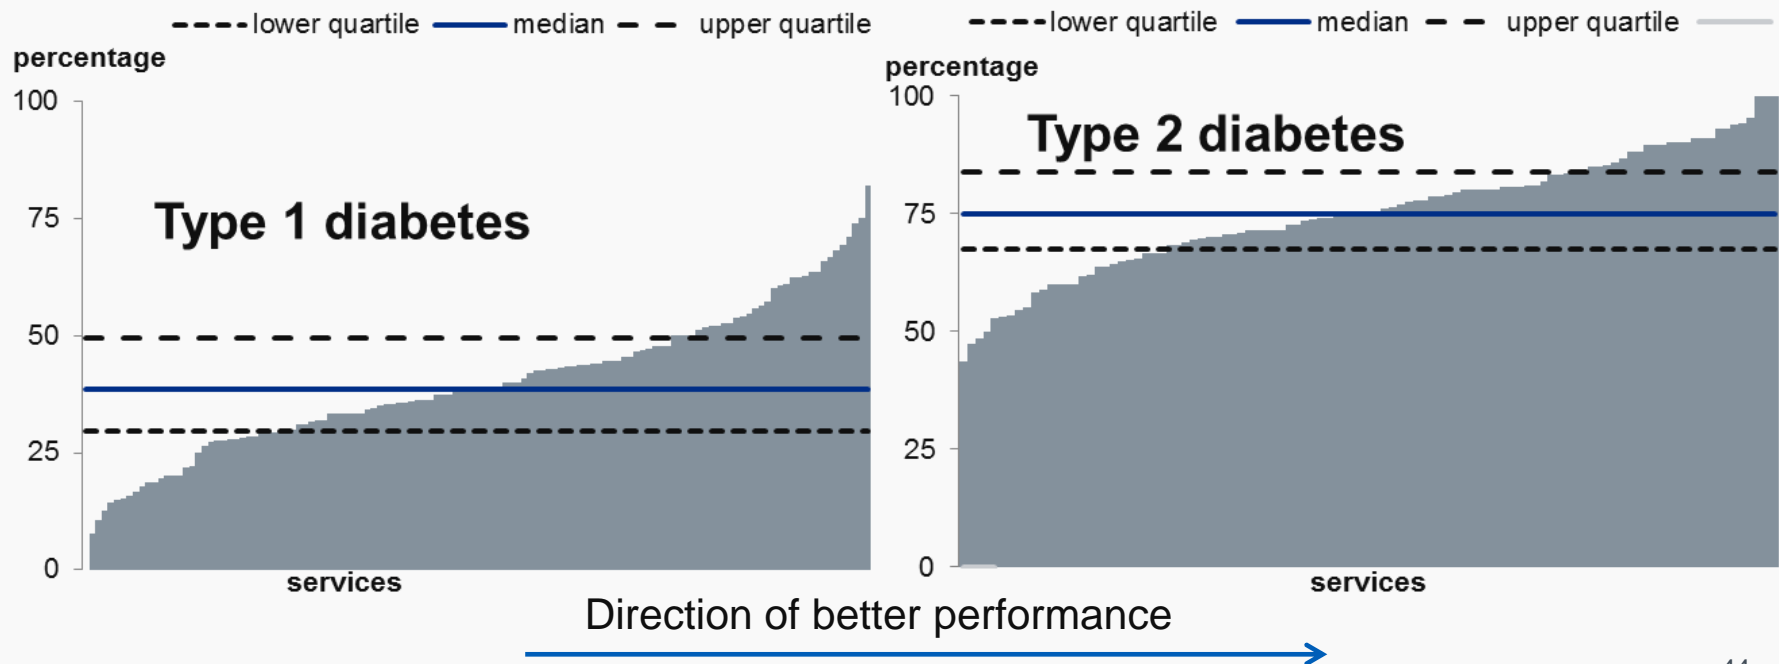 lower quartile median upper quartile
percentage
100
75
50
25
0
Type 1 diabetes
services
lower quartile median upper quartile
percentage
100
75
50
25
0
Type 2 diabetes
services
Direction of better performance